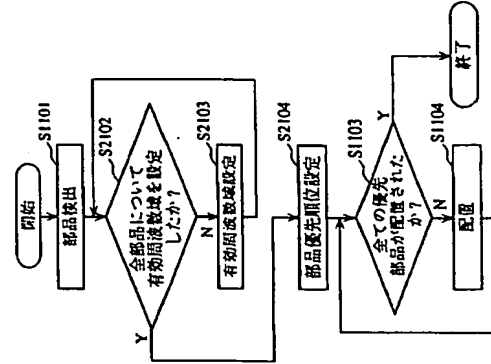 開始
S1101
部品検出
S2102
全部品について
有効周波数域を設定
したか?
Y
N
S2103
有効周波数域設定
S2104
部品優先順位設定
S1103
全ての優先
部品が配置された
か?
Y
N
S1104
配置
終了